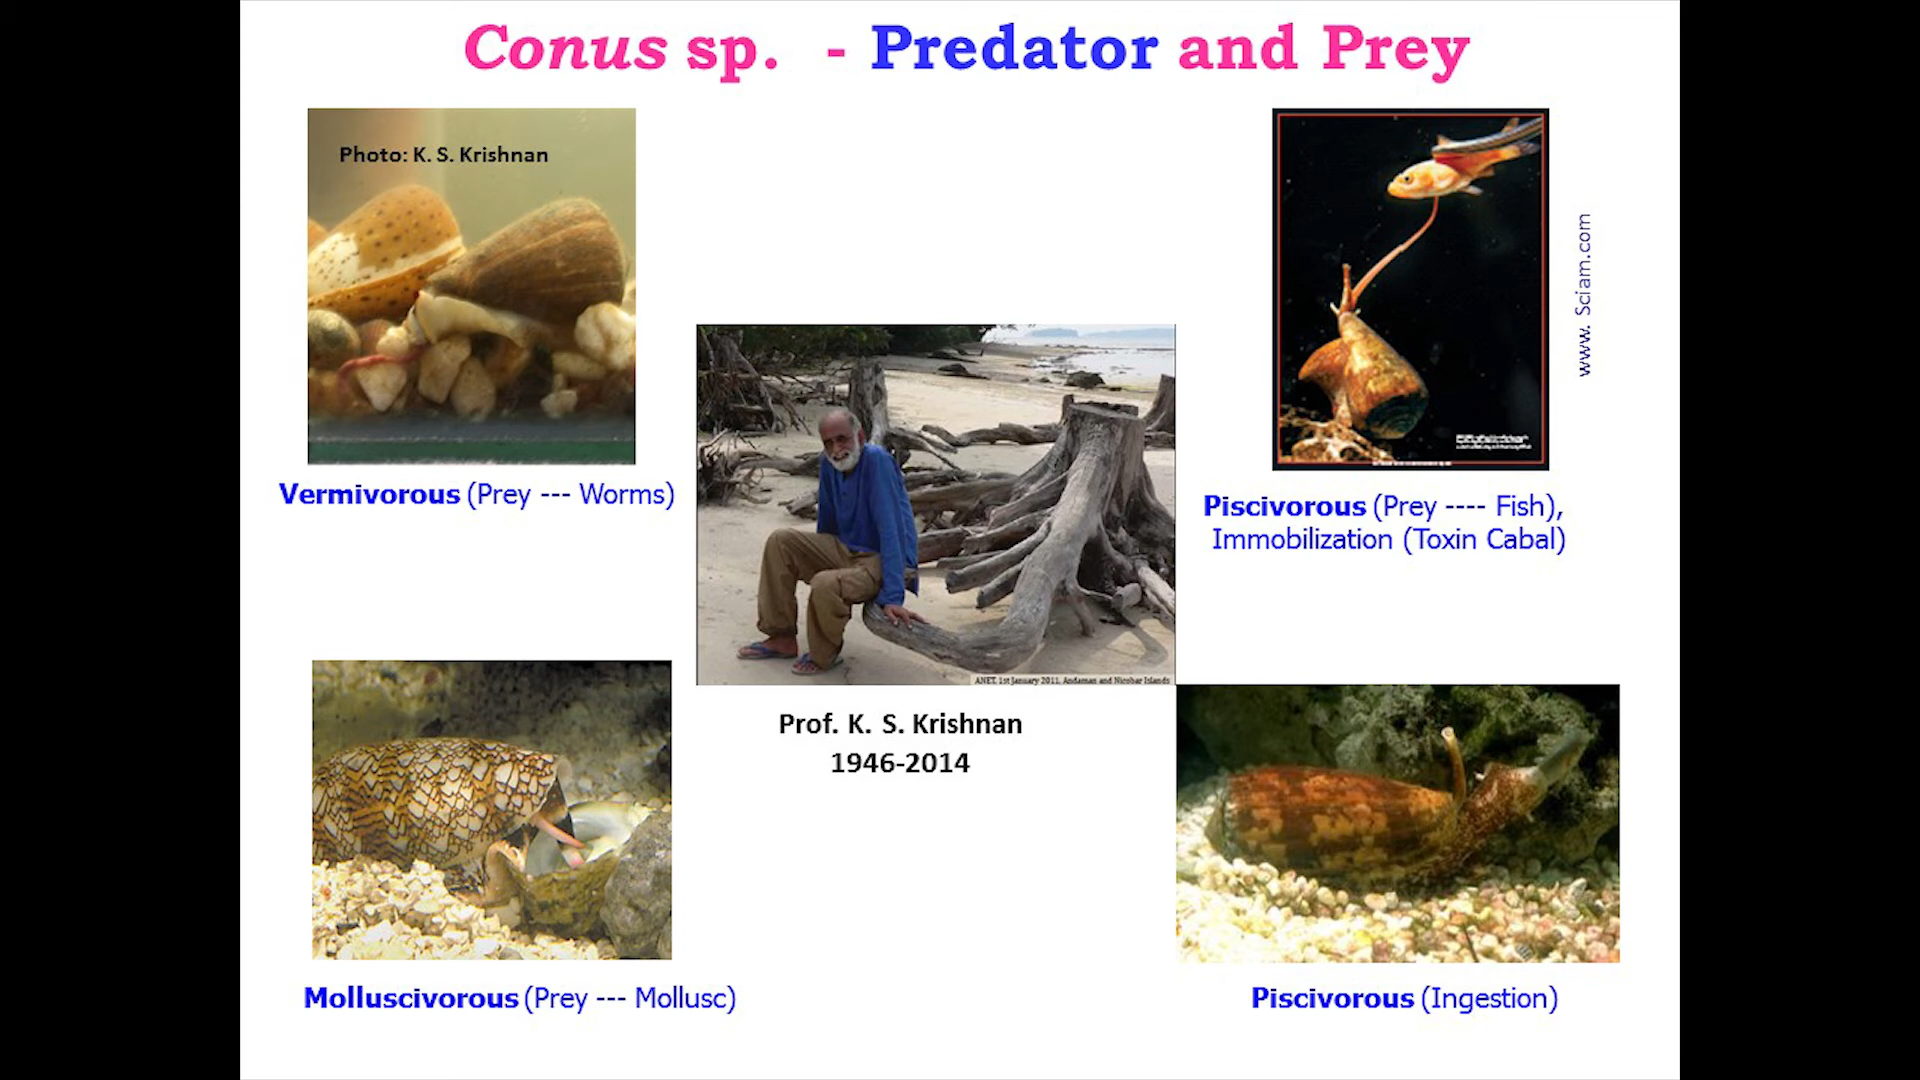 Conus sp. - Predator and Prey
Photo: K. S. Krishnan
www. Sciam.com
Vermivorous (Prey --- Worms)
Piscivorous (Prey ---- Fish),
Immobilization (Toxin Cabal)
ANET, 1st January 2011, Andaman and Nicobar Islands
Prof. K. S. Krishnan
1946-2014
Molluscivorous (Prey --- Mollusc)
Piscivorous (Ingestion)